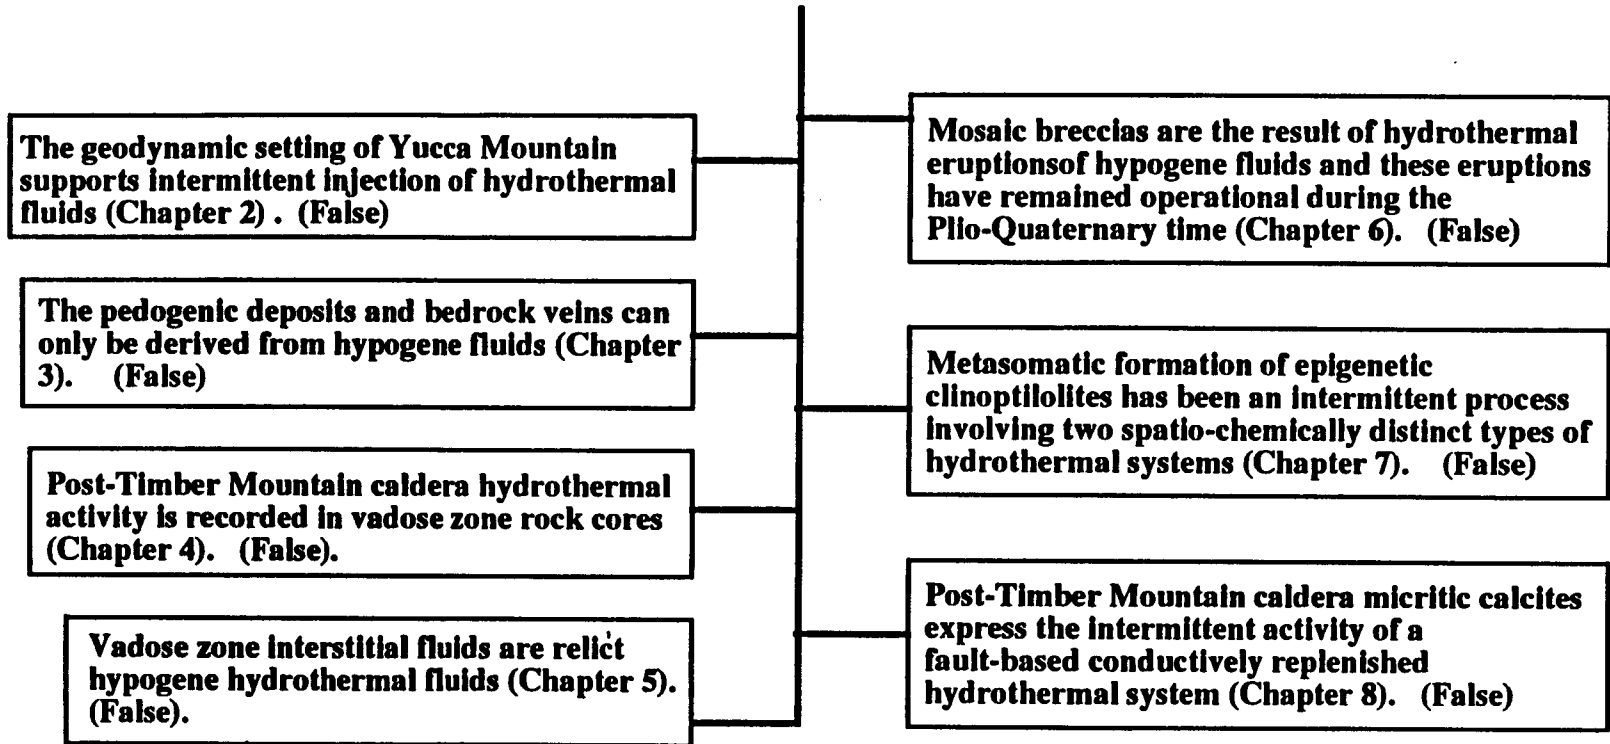 The geodynamic setting of Yucca Mountain
supports intermittent injection of hydrothermal
fluids (Chapter 2) . (False)
The pedogenic deposits and bedrock veins can
only be derived from hypogene fluids (Chapter
3). (False)
Post-Timber Mountain caldera hydrothermal
activity is recorded in vadose zone rock cores
(Chapter 4). (False).
Vadose zone interstitial fluids are relict
hypogene hydrothermal fluids (Chapter 5).
(False).
Mosaic breccias are the result of hydrothermal
eruptionsof hypogene fluids and these eruptions
have remained operational during the
Plio-Quaternary time (Chapter 6). (False)
Metasomatic formation of epigenetic
clinoptilolites has been an intermittent process
involving two spatio-chemically distinct types of
hydrothermal systems (Chapter 7). (False)
Post-Timber Mountain caldera micritic calcites
express the intermittent activity of a
fault-based conductively replenished
hydrothermal system (Chapter 8). (False)